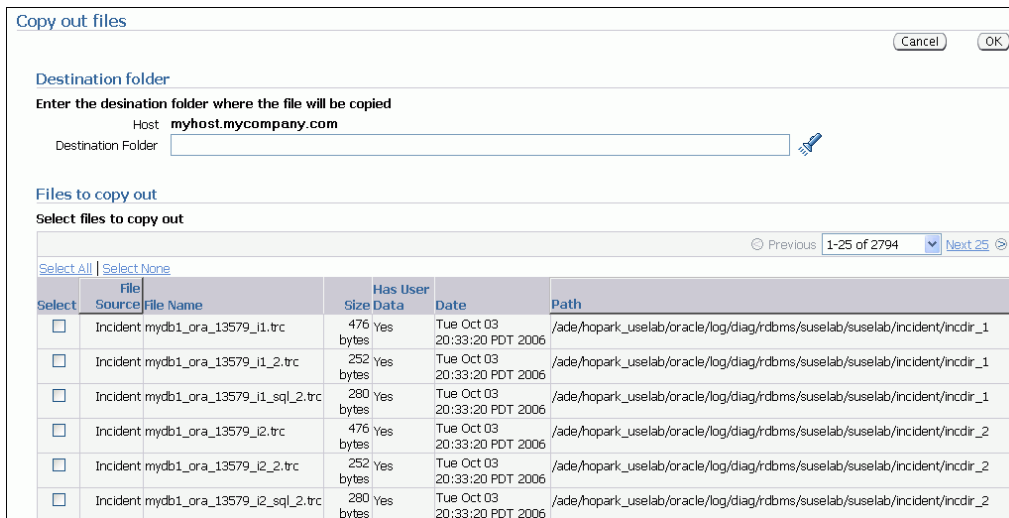 Copy out files
Cancel OK
Destination folder
Enter the desination folder where the file will be copied
Host myhost.mycompany.com
Destination Folder
Files to copy out
Select files to copy out
Previous 1-25 of 2794 Next 25
Select All | Select None
Select File Source File Name Size Has User Data Date Path
Incident mydb1_ora_13579_i1.trc 476 bytes Yes Tue Oct 03 20:33:20 PDT 2006 /ade/hopark_uselab/oracle/log/diag/rdbms/suselab/suselab/incident/incdir_1
Incident mydb1_ora_13579_i1_2.trc 252 bytes Yes Tue Oct 03 20:33:20 PDT 2006 /ade/hopark_uselab/oracle/log/diag/rdbms/suselab/suselab/incident/incdir_1
Incident mydb1_ora_13579_i1_sql_2.trc 280 bytes Yes Tue Oct 03 20:33:20 PDT 2006 /ade/hopark_uselab/oracle/log/diag/rdbms/suselab/suselab/incident/incdir_1
Incident mydb1_ora_13579_i2.trc 476 bytes Yes Tue Oct 03 20:33:20 PDT 2006 /ade/hopark_uselab/oracle/log/diag/rdbms/suselab/suselab/incident/incdir_2
Incident mydb1_ora_13579_i2_2.trc 252 bytes Yes Tue Oct 03 20:33:20 PDT 2006 /ade/hopark_uselab/oracle/log/diag/rdbms/suselab/suselab/incident/incdir_2
Incident mydb1_ora_13579_i2_sql_2.trc 280 bytes Yes Tue Oct 03 20:33:20 PDT 2006 /ade/hopark_uselab/oracle/log/diag/rdbms/suselab/suselab/incident/incdir_2